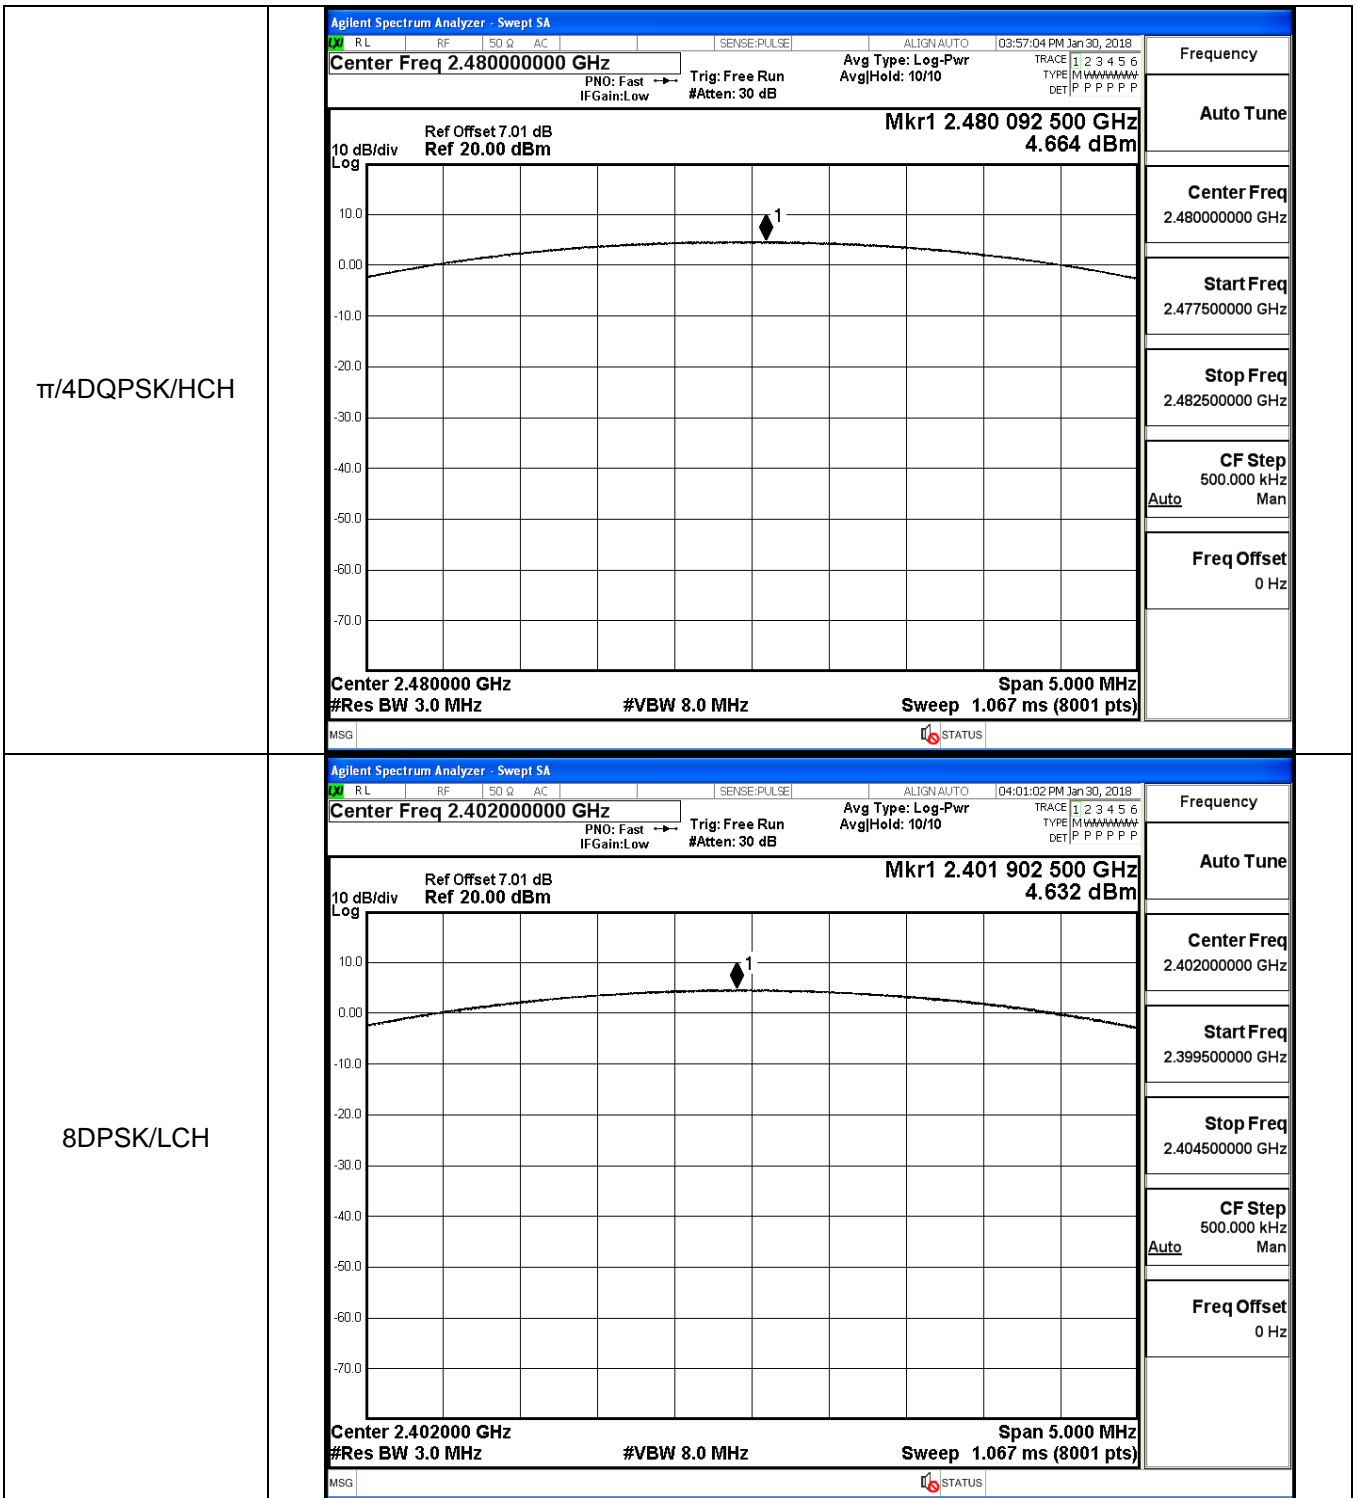 π/4DQPSK/HCH
Agilent Spectrum Analyzer - Swept SA
LXI RL RF 50 Ω AC SENSE:PULSE ALIGN AUTO 03:57:04 PM Jan 30, 2018
Center Freq 2.480000000 GHz
PNO: Fast
IFGain:Low
Trig: Free Run
#Atten: 30 dB
Avg Type: Log-Pwr
Avg|Hold: 10/10
TRACE 1 2 3 4 5 6
TYPE M
DET P P P P P P
Ref Offset 7.01 dB
Ref 20.00 dBm
10 dB/div
Log
Mkr1 2.480 092 500 GHz
4.664 dBm
1
10.0
0.00
-10.0
-20.0
-30.0
-40.0
-50.0
-60.0
-70.0
Center 2.480000 GHz
Span 5.000 MHz
#Res BW 3.0 MHz
#VBW 8.0 MHz
Sweep 1.067 ms (8001 pts)
MSG
STATUS
Frequency
Auto Tune
Center Freq
2.480000000 GHz
Start Freq
2.477500000 GHz
Stop Freq
2.482500000 GHz
CF Step
500.000 kHz
Auto Man
Freq Offset
0 Hz
8DPSK/LCH
Agilent Spectrum Analyzer - Swept SA
LXI RL RF 50 Ω AC SENSE:PULSE ALIGN AUTO 04:01:02 PM Jan 30, 2018
Center Freq 2.402000000 GHz
PNO: Fast
IFGain:Low
Trig: Free Run
#Atten: 30 dB
Avg Type: Log-Pwr
Avg|Hold: 10/10
TRACE 1 2 3 4 5 6
TYPE M
DET P P P P P P
Ref Offset 7.01 dB
Ref 20.00 dBm
10 dB/div
Log
Mkr1 2.401 902 500 GHz
4.632 dBm
1
10.0
0.00
-10.0
-20.0
-30.0
-40.0
-50.0
-60.0
-70.0
Center 2.402000 GHz
Span 5.000 MHz
#Res BW 3.0 MHz
#VBW 8.0 MHz
Sweep 1.067 ms (8001 pts)
MSG
STATUS
Frequency
Auto Tune
Center Freq
2.402000000 GHz
Start Freq
2.399500000 GHz
Stop Freq
2.404500000 GHz
CF Step
500.000 kHz
Auto Man
Freq Offset
0 Hz